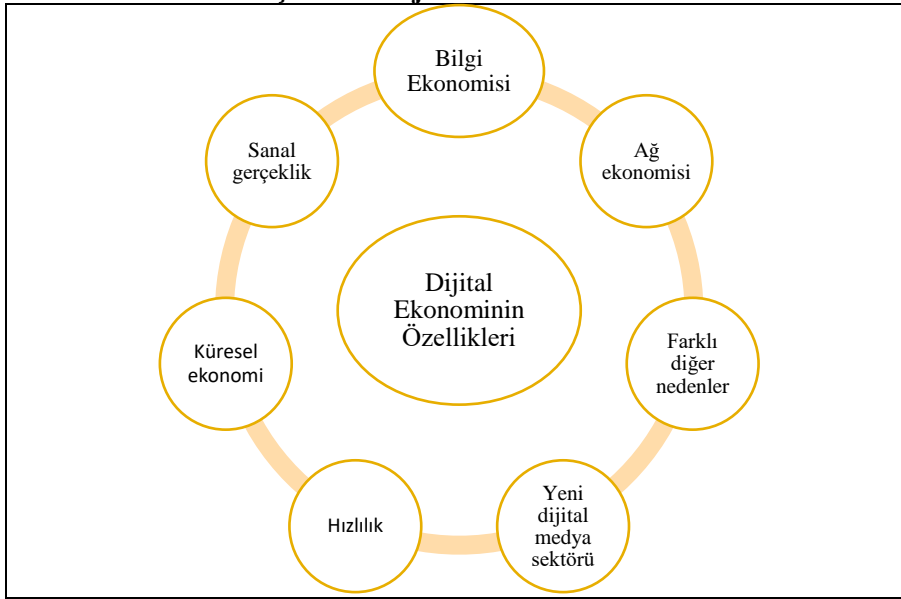 Bilgi
Ekonomisi
Ağ
ekonomisi
Farklı
diğer
nedenler
Yeni
dijital
medya
sektörü
Hızlılık
Küresel
ekonomi
Sanal
gerçeklik
Dijital
Ekonominin
Özellikleri